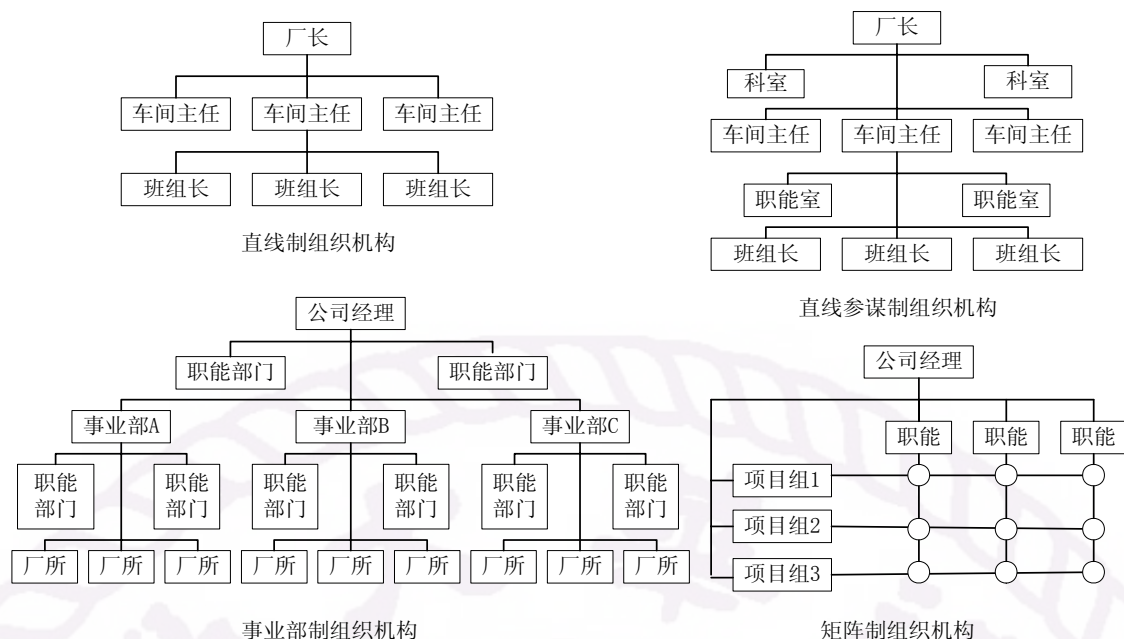 厂长
车间主任 车间主任 车间主任
班组长 班组长 班组长
直线制组织机构
厂长
科室 科室
车间主任 车间主任 车间主任
职能室 职能室
班组长 班组长 班组长
直线参谋制组织机构
公司经理
职能部门 职能部门
事业部A 事业部B 事业部C
职能 职能 职能 职能 职能 职能
部门 部门 部门 部门 部门 部门
厂所 厂所 厂所 厂所 厂所 厂所 厂所 厂所 厂所
事业部制组织机构
公司经理
职能 职能 职能
项目组1
项目组2
项目组3
矩阵制组织机构